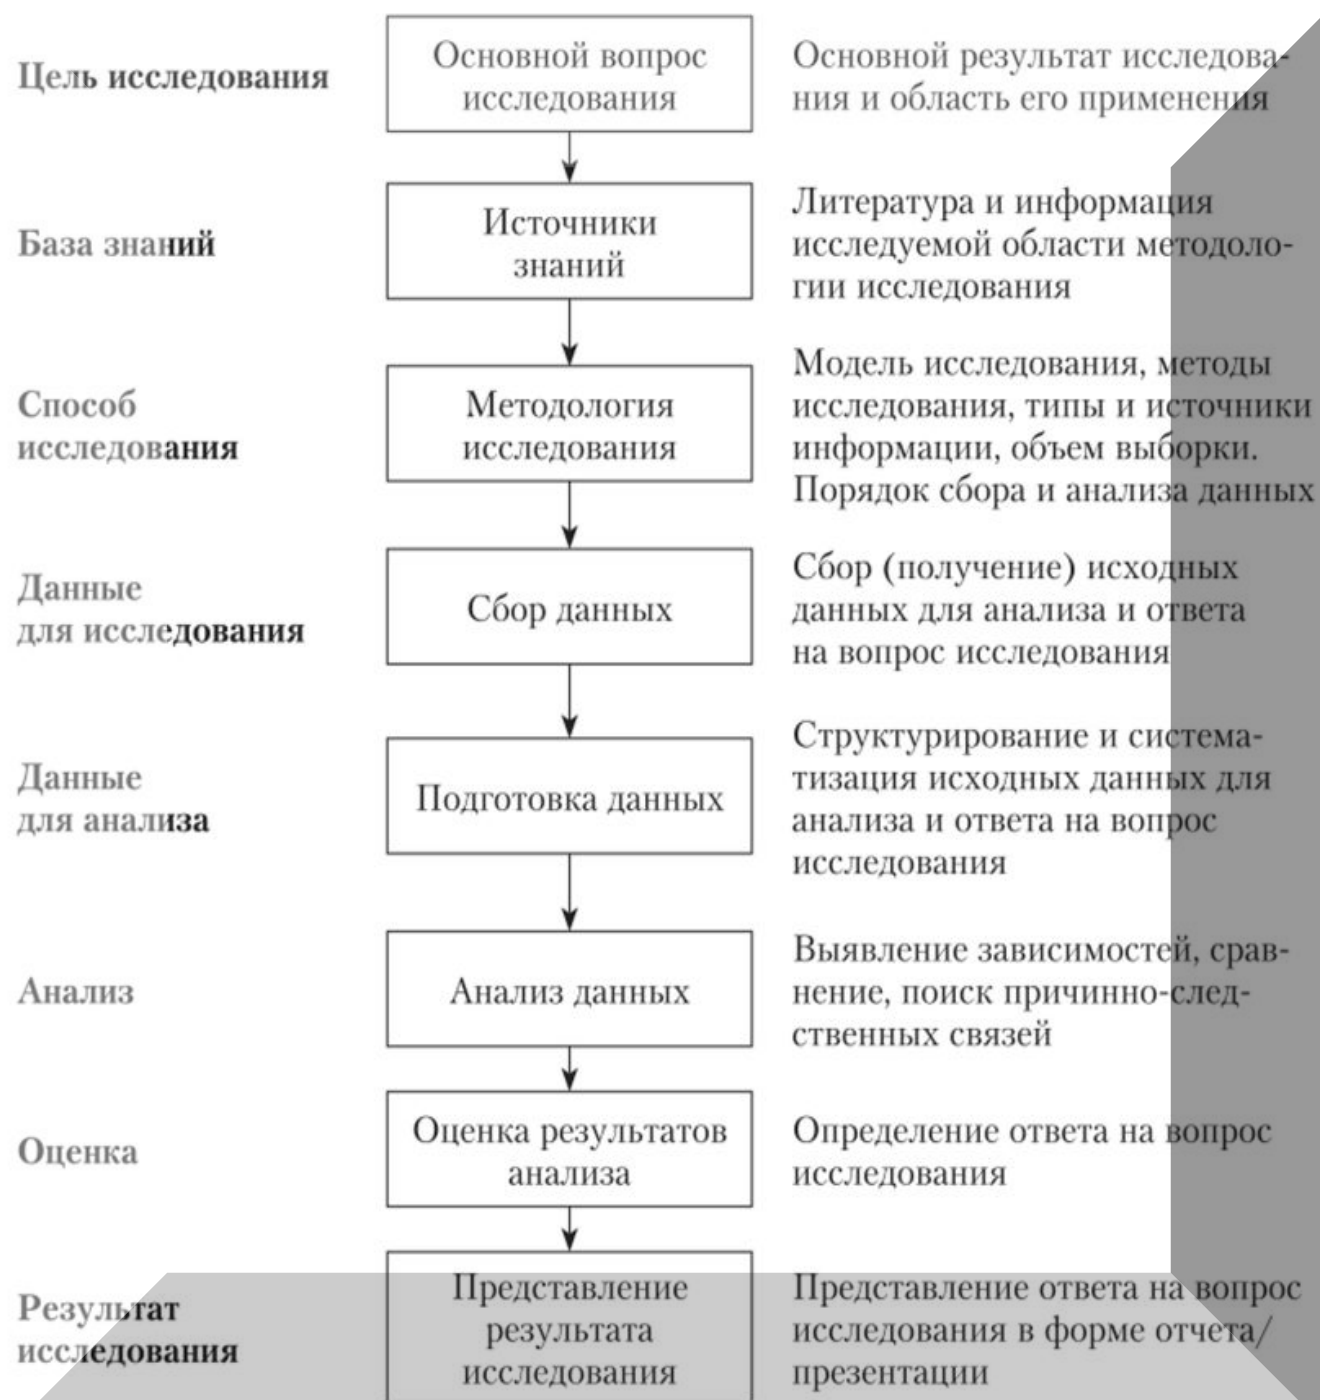 Цель исследования
Основной вопрос
исследования
Основной результат исследова-
ния и область его применения
База знаний
Источники
знаний
Литература и информация
исследуемой области методоло-
гии исследования
Способ
исследования
Методология
исследования
Модель исследования, методы
исследования, типы и источники
информации, объем выборки.
Порядок сбора и анализа данных
Данные
для исследования
Сбор данных
Сбор (получение) исходных
данных для анализа и ответа
на вопрос исследования
Данные
для анализа
Подготовка данных
Структурирование и система-
тизация исходных данных для
анализа и ответа на вопрос
исследования
Анализ
Анализ данных
Выявление зависимостей, срав-
нение, поиск причинно-след-
ственных связей
Оценка
Оценка результатов
анализа
Определение ответа на вопрос
исследования
Результат
исследования
Представление
результата
исследования
Представление ответа на вопрос
исследования в форме отчета/
презентации